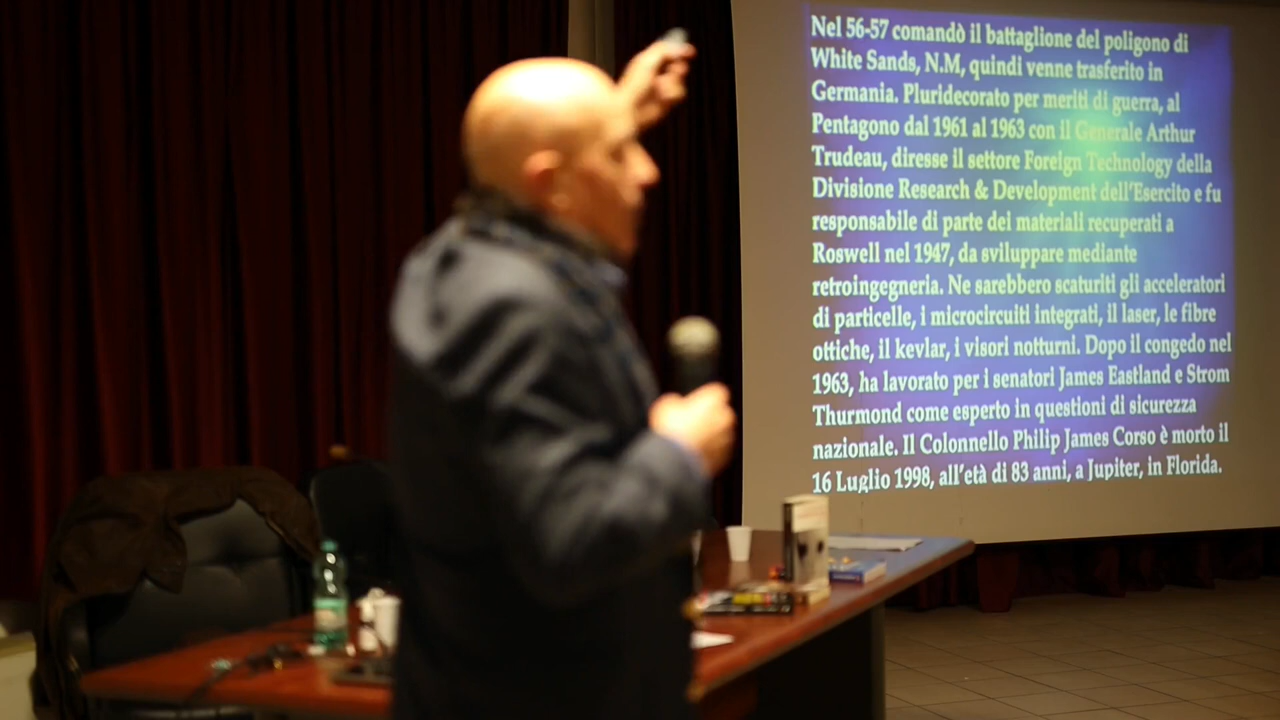 Nel 56-57 comandò il battaglione del poligono di
White Sands, N.M, quindi venne trasferito in
Germania. Pluridecorato per meriti di guerra, al
Pentagono dal 1961 al 1963 con il Generale Arthur
Trudeau, diresse il settore Foreign Technology della
Divisione Research & Development dell'Esercito e fu
responsabile di parte dei materiali recuperati a
Roswell nel 1947, da sviluppare mediante
retroingegneria. Ne sarebbero scaturiti gli acceleratori
di particelle, i microcircuiti integrati, il laser, le fibre
ottiche, il kevlar, i visori notturni. Dopo il congedo nel
1963, ha lavorato per i senatori James Eastland e Strom
Thurmond come esperto in questioni di sicurezza
nazionale. Il Colonnello Philip James Corso è morto il
16 Luglio 1998, all'età di 83 anni, a Jupiter, in Florida.